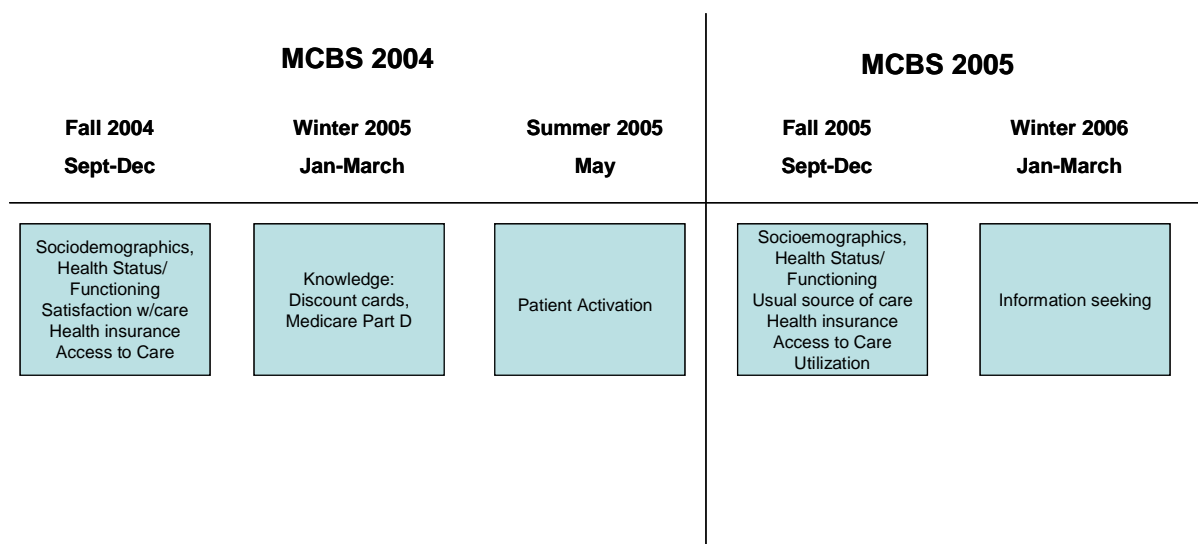 MCBS 2004
MCBS 2005
Fall 2004
Sept-Dec
Winter 2005
Jan-March
Summer 2005
May
Fall 2005
Sept-Dec
Winter 2006
Jan-March
Sociodemographics,
Health Status/
Functioning
Satisfaction w/care
Health insurance
Access to Care
Knowledge:
Discount cards,
Medicare Part D
Patient Activation
Socioemographics,
Health Status/
Functioning
Usual source of care
Health insurance
Access to Care
Utilization
Information seeking